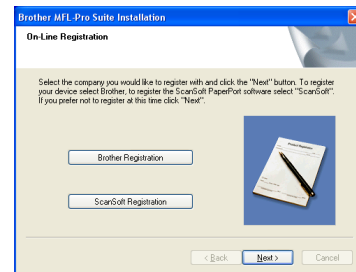 Brother MFL-Pro Suite Installation
On-Line Registration
Select the company you would like to register with and click the "Next" button. To register
your device select Brother, to register the ScanSoft PaperPort software select "ScanSoft".
If you prefer not to register at this time click "Next".
Brother Registration
ScanSoft Registration
< Back
Next >
Cancel